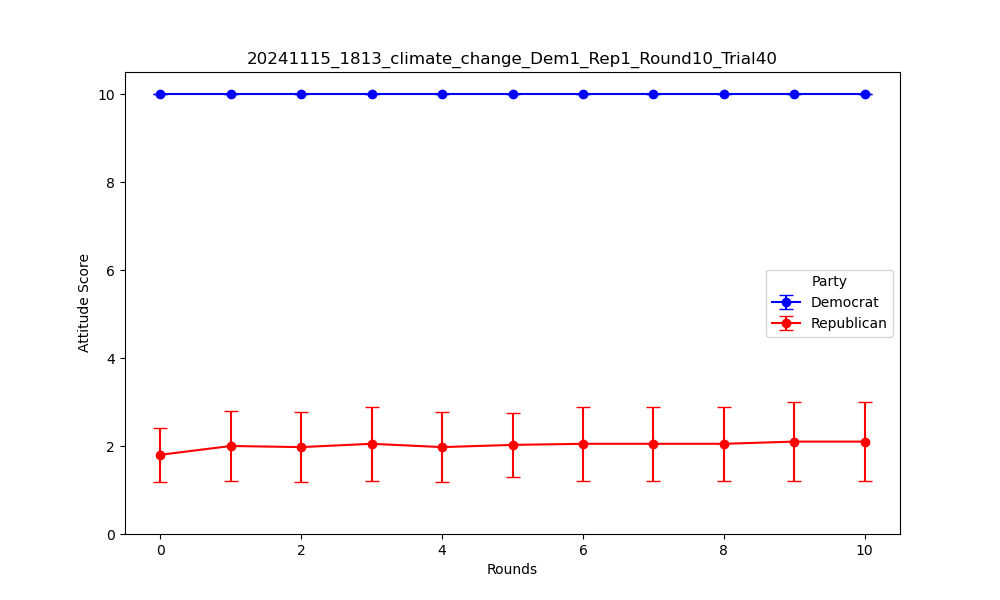 20241115_1813_climate_change_Dem1_Rep1_Round10_Trial40
Attitude Score
10
8
6
4
2
0
Party
Democrat
Republican
0 2 4 6 8 10
Rounds